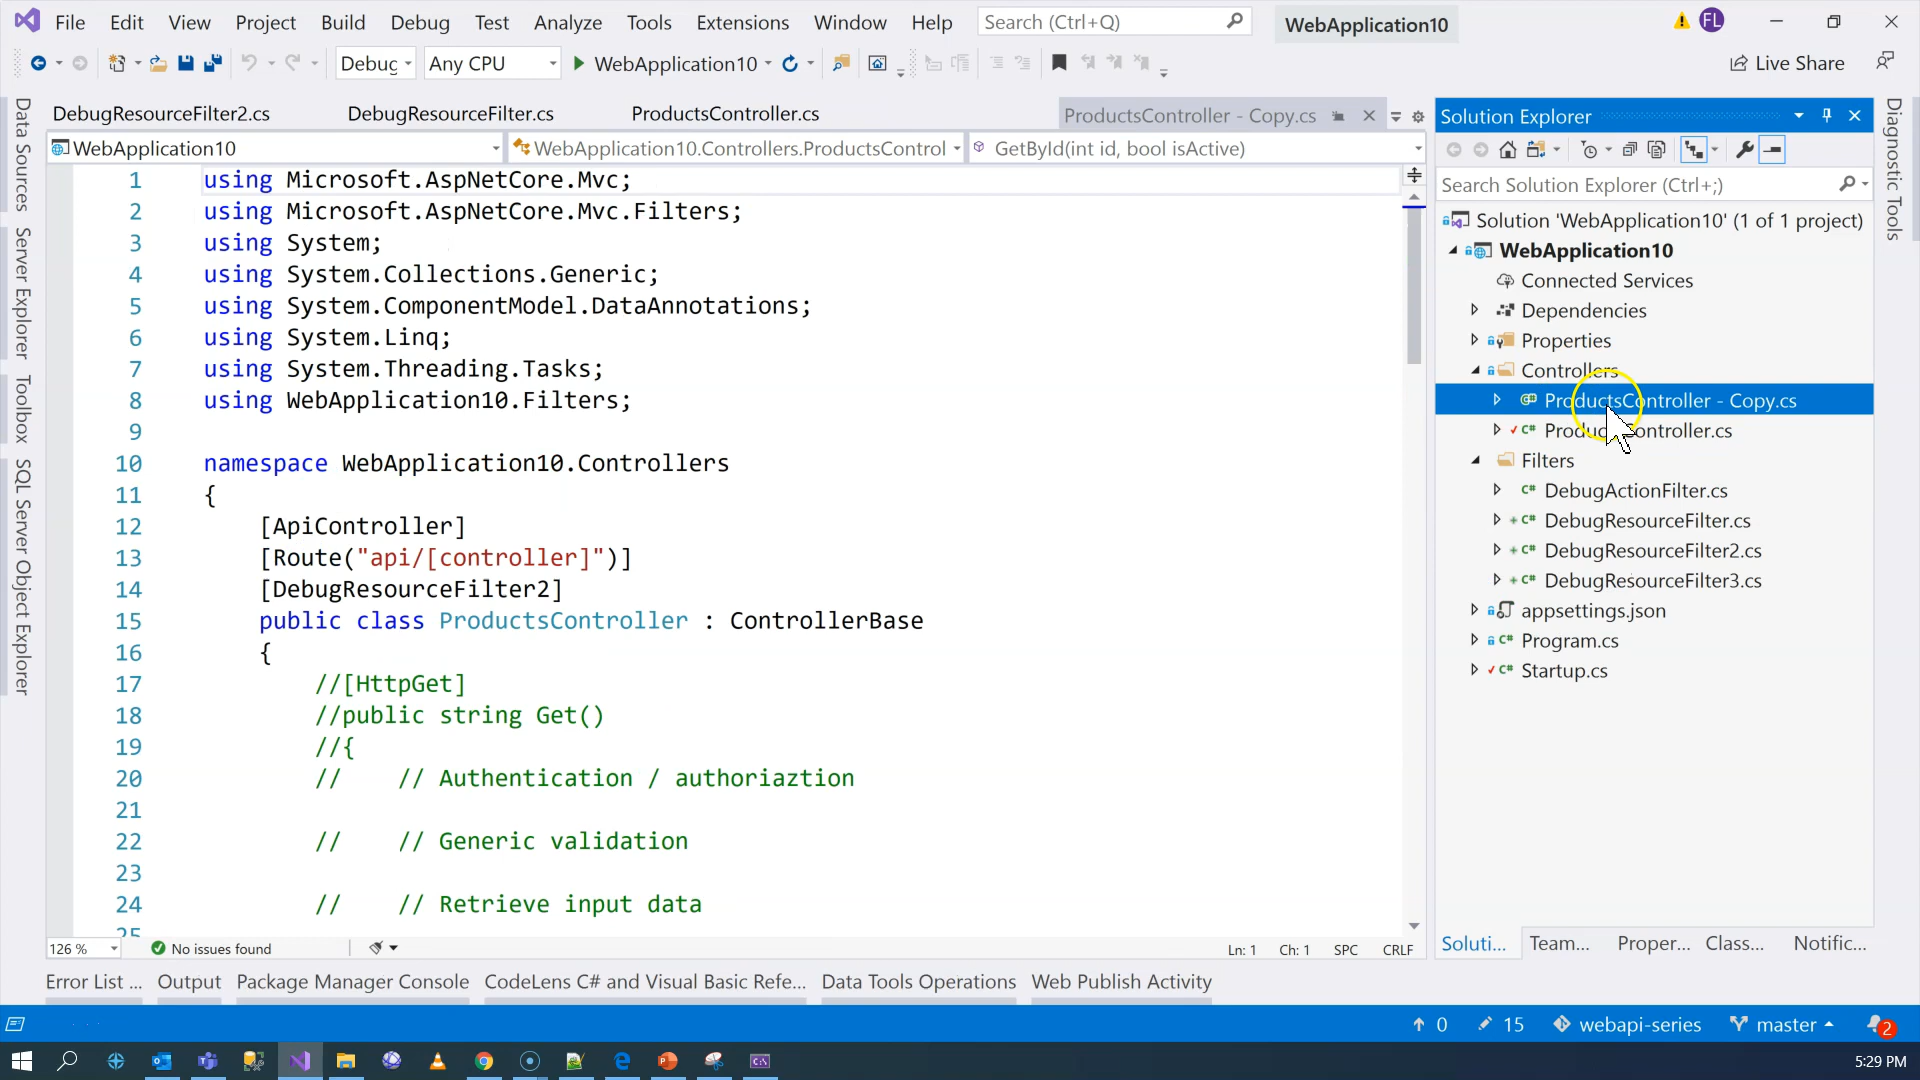 File Edit View Project Build Debug Test Analyze Tools Extensions Window Help Search (Ctrl+Q) WebApplication10 FL
Debug Any CPU WebApplication10 Live Share
DebugResourceFilter2.cs DebugResourceFilter.cs ProductsController.cs ProductsController - Copy.cs
WebApplication10 WebApplication10.Controllers.ProductsControl GetById(int id, bool isActive)
1 using Microsoft.AspNetCore.Mvc;
2 using Microsoft.AspNetCore.Mvc.Filters;
3 using System;
4 using System.Collections.Generic;
5 using System.ComponentModel.DataAnnotations;
6 using System.Linq;
7 using System.Threading.Tasks;
8 using WebApplication10.Filters;
9
10 namespace WebApplication10.Controllers
11 {
12 [ApiController]
13 [Route("api/[controller]")]
14 [DebugResourceFilter2]
15 public class ProductsController : ControllerBase
16 {
17 //[HttpGet]
18 //public string Get()
19 //{
20 // // Authentication / authoriaztion
21
22 // // Generic validation
23
24 // // Retrieve input data
25
126 % No issues found Ln: 1 Ch: 1 SPC CRLF
Data Sources
Server Explorer
Toolbox
SQL Server Object Explorer
Solution Explorer
Search Solution Explorer (Ctrl+;)
Solution 'WebApplication10' (1 of 1 project)
WebApplication10
Connected Services
Dependencies
Properties
Controllers
ProductsController - Copy.cs
ProductsController.cs
Filters
DebugActionFilter.cs
DebugResourceFilter.cs
DebugResourceFilter2.cs
DebugResourceFilter3.cs
appsettings.json
Program.cs
Startup.cs
Soluti... Team... Proper... Class... Notific...
Diagnostic Tools
Error List ... Output Package Manager Console CodeLens C# and Visual Basic Refe... Data Tools Operations Web Publish Activity
0 15 webapi-series master 2
5:29 PM